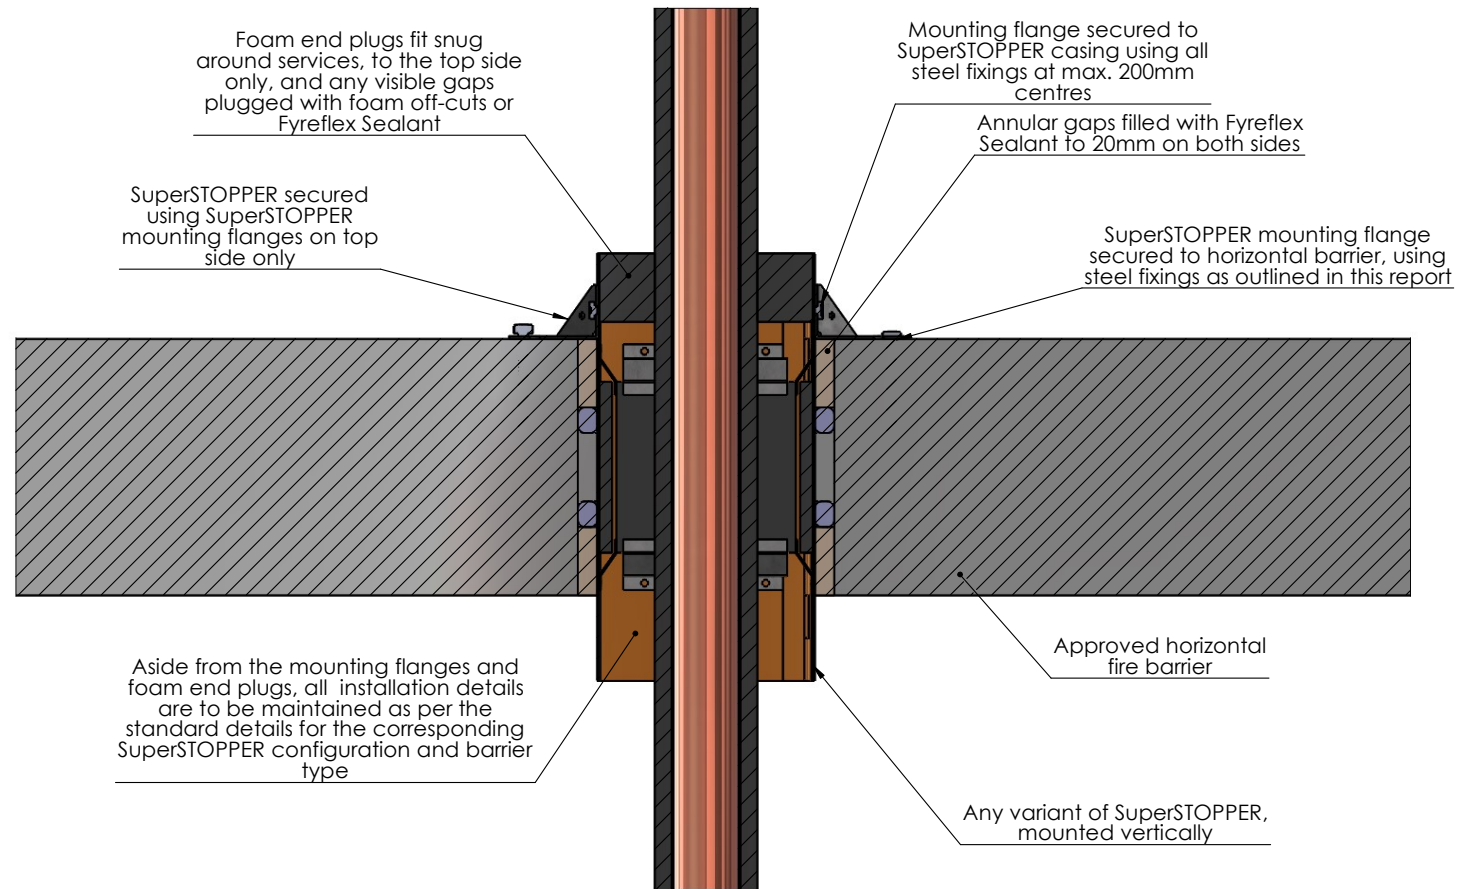 Foam end plugs fit snug
around services, to the top side
only, and any visible gaps
plugged with foam off-cuts or
Fyreflex Sealant
Mounting flange secured to
SuperSTOPPER casing using all
steel fixings at max. 200mm
centres
Annular gaps filled with Fyreflex
Sealant to 20mm on both sides
SuperSTOPPER secured
using SuperSTOPPER
mounting flanges on top
side only
SuperSTOPPER mounting flange
secured to horizontal barrier, using
steel fixings as outlined in this report
Approved horizontal
fire barrier
Aside from the mounting flanges and
foam end plugs, all installation details
are to be maintained as per the
standard details for the corresponding
SuperSTOPPER configuration and barrier
type
Any variant of SuperSTOPPER,
mounted vertically